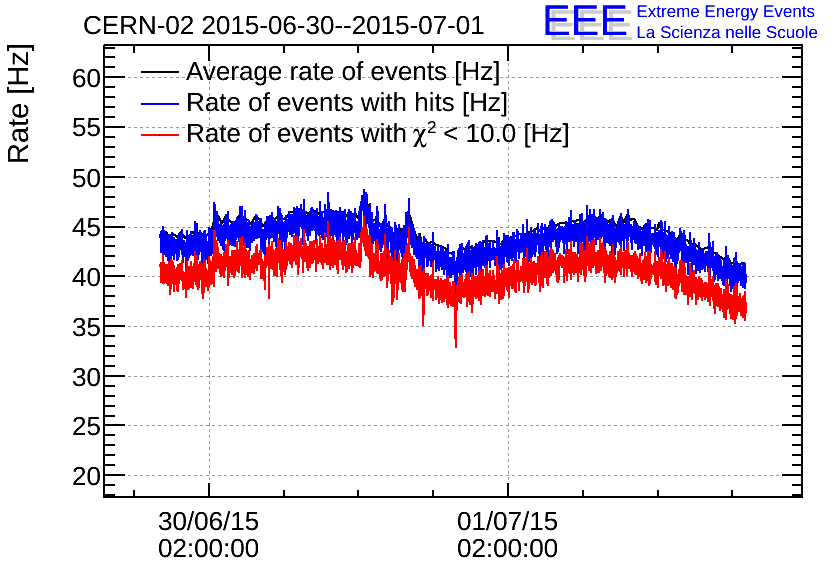 CERN-02 2015-06-30--2015-07-01
EEE
Extreme Energy Events
La Scienza nelle Scuole
Rate [Hz]
Average rate of events [Hz]
Rate of events with hits [Hz]
Rate of events with χ² < 10.0 [Hz]
60
55
50
45
40
35
30
25
20
30/06/15
02:00:00
01/07/15
02:00:00